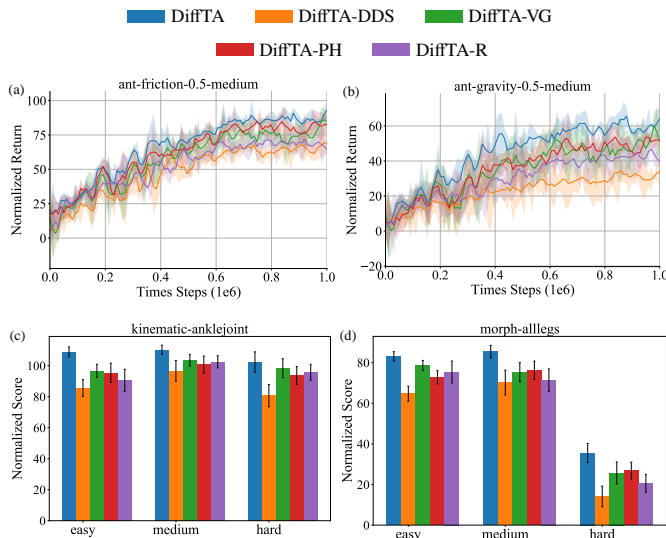 DiffTA DiffTA-DDS DiffTA-VG
DiffTA-PH DiffTA-R
(a) ant-friction-0.5-medium
Normalized Return
100
75
50
25
0
0.0 0.2 0.4 0.6 0.8 1.0
Times Steps (1e6)
(b) ant-gravity-0.5-medium
Normalized Return
60
40
20
0
−20
0.0 0.2 0.4 0.6 0.8 1.0
Times Steps (1e6)
(c) kinematic-anklejoint
Normalized Score
100
80
60
40
20
0
easy medium hard
(d) morph-alllegs
Normalized Score
80
60
40
20
0
easy medium hard